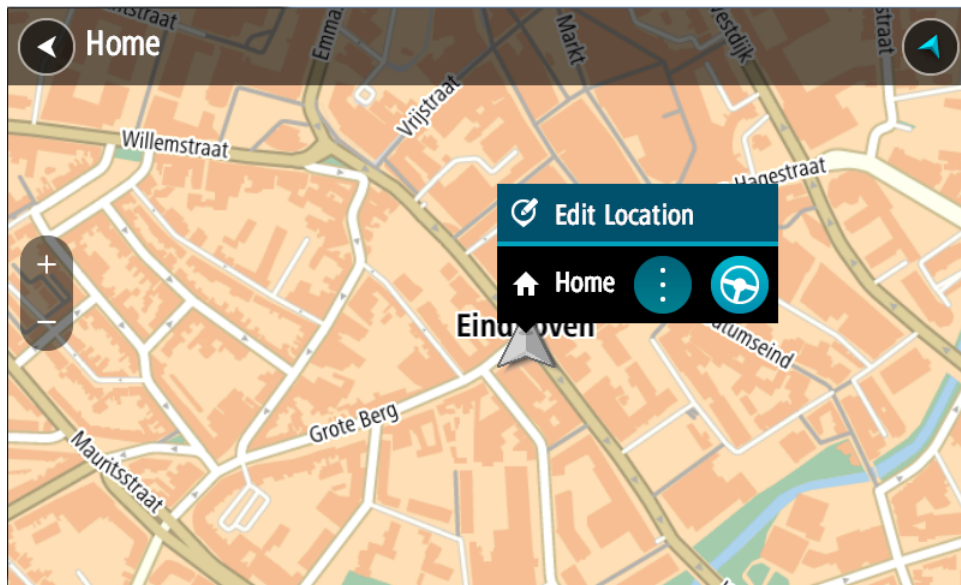 Home
Emma
Markt
Vrijstraat
Willemstraat
Hagestraat
Edit Location
Home
Eindhoven
Grote Berg
Mauritsstraat